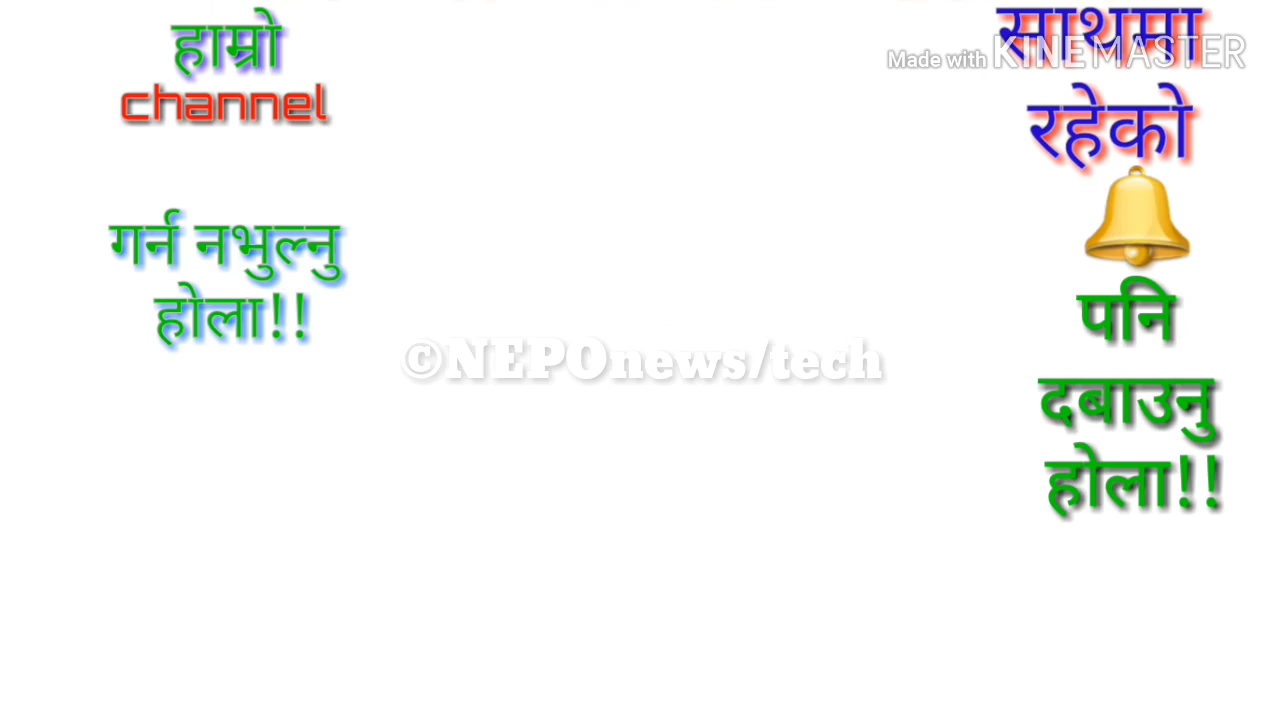 हाम्रो
channel
गर्न नभुल्नु
होला!!
साथमा
Made with KINEMASTER
रहेको
पनि
दबाउनु
होला!!
©NEPOnews/tech